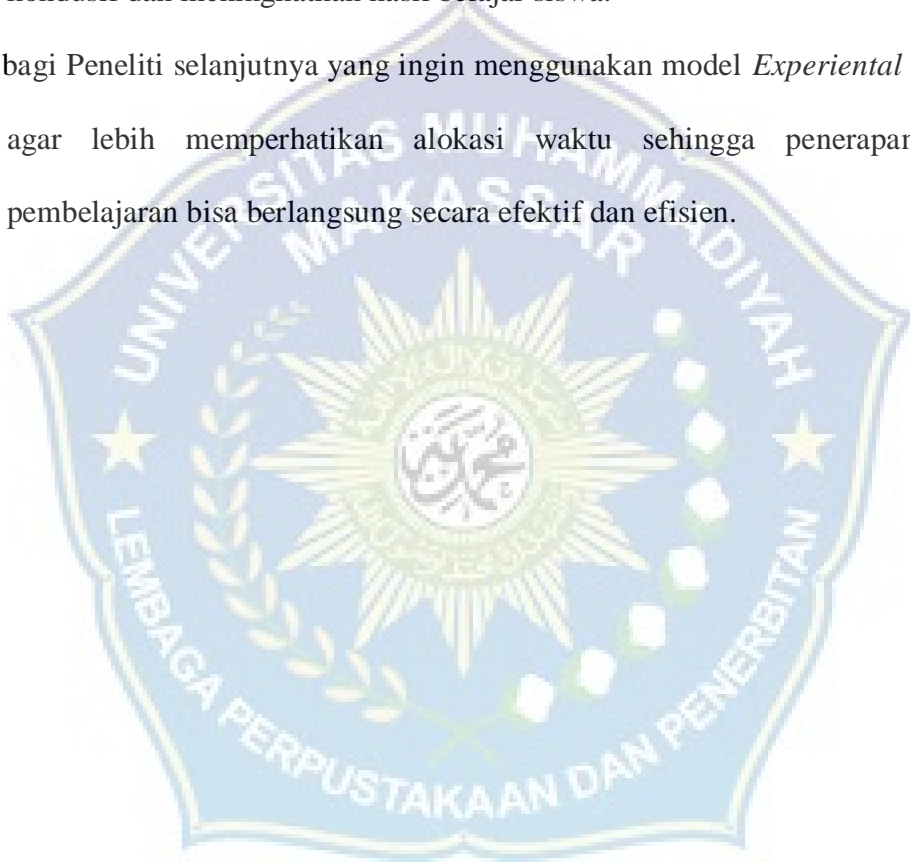 kondusif dan meningkatkan hasil belajar siswa.
bagi Peneliti selanjutnya yang ingin menggunakan model Experiental
agar lebih memperhatikan alokasi waktu sehingga penerapan
pembelajaran bisa berlangsung secara efektif dan efisien.
UNIVERSITAS MUHAMMADIYAH
MAKASSAR
LEMBAGA PERPUSTAKAAN DAN PENERBITAN